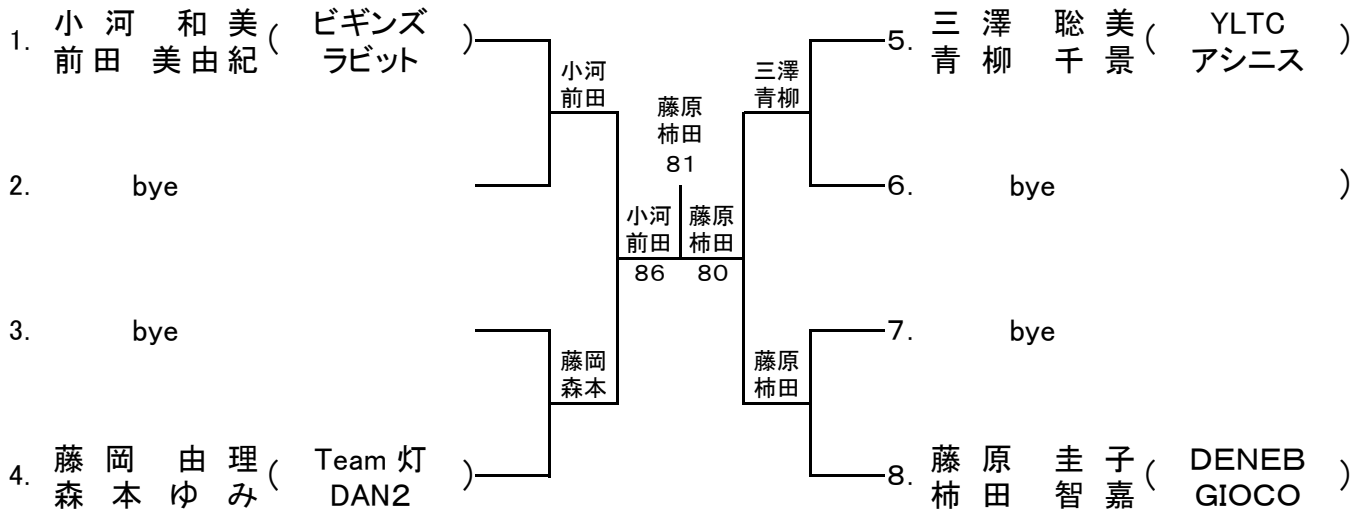 1. 小河 和美 ( ビギンズ )
前田 美由紀 ラビット
小河
前田
2. bye
小河
前田
86
3. bye
藤岡
森本
4. 藤岡 由理 ( Team 灯 )
森本ゆみ DAN2
藤原
柿田
81
藤原
柿田
80
5. 三澤 聡美 ( YLTC )
青柳 千景 アシニス
三澤
青柳
6. bye )
7. bye
藤原
柿田
8. 藤原 圭子 ( DENEB )
柿田 智嘉 GIOCO